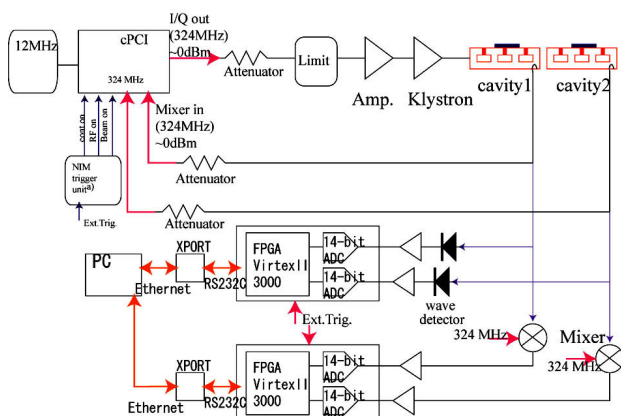 12MHz
cPCI
324 MHz
I/Q out
(324MHz)
~0dBm
Attenuator
Limit
Amp.
Klystron
cavity1
cavity2
Mixer in
(324MHz)
~0dBm
cont on
RF on
Beam on
NIM
trigger
unit a)
Ext.Trig.
Attenuator
Attenuator
PC
XPORT
Ethernet
RS232C
FPGA
VirtexII
3000
14-bit
ADC
14-bit
ADC
wave
detector
Ext.Trig.
324 MHz
Mixer
324 MHz
XPORT
Ethernet
RS232C
FPGA
VirtexII
3000
14-bit
ADC
14-bit
ADC